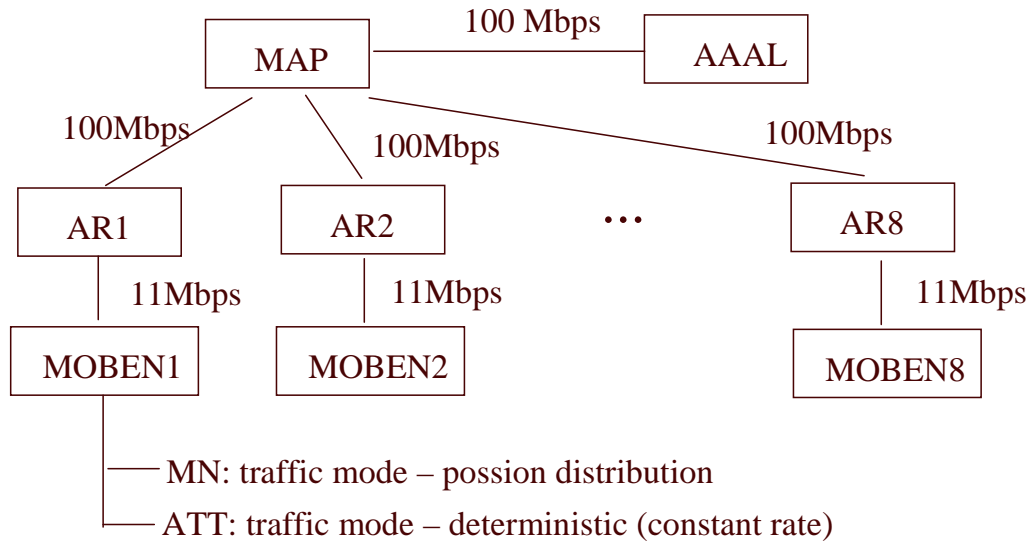 100 Mbps
MAP
AAAL
100Mbps
100Mbps
100Mbps
AR1
AR2
...
AR8
11Mbps
11Mbps
11Mbps
MOBEN1
MOBEN2
MOBEN8
MN: traffic mode – possion distribution
ATT: traffic mode – deterministic (constant rate)